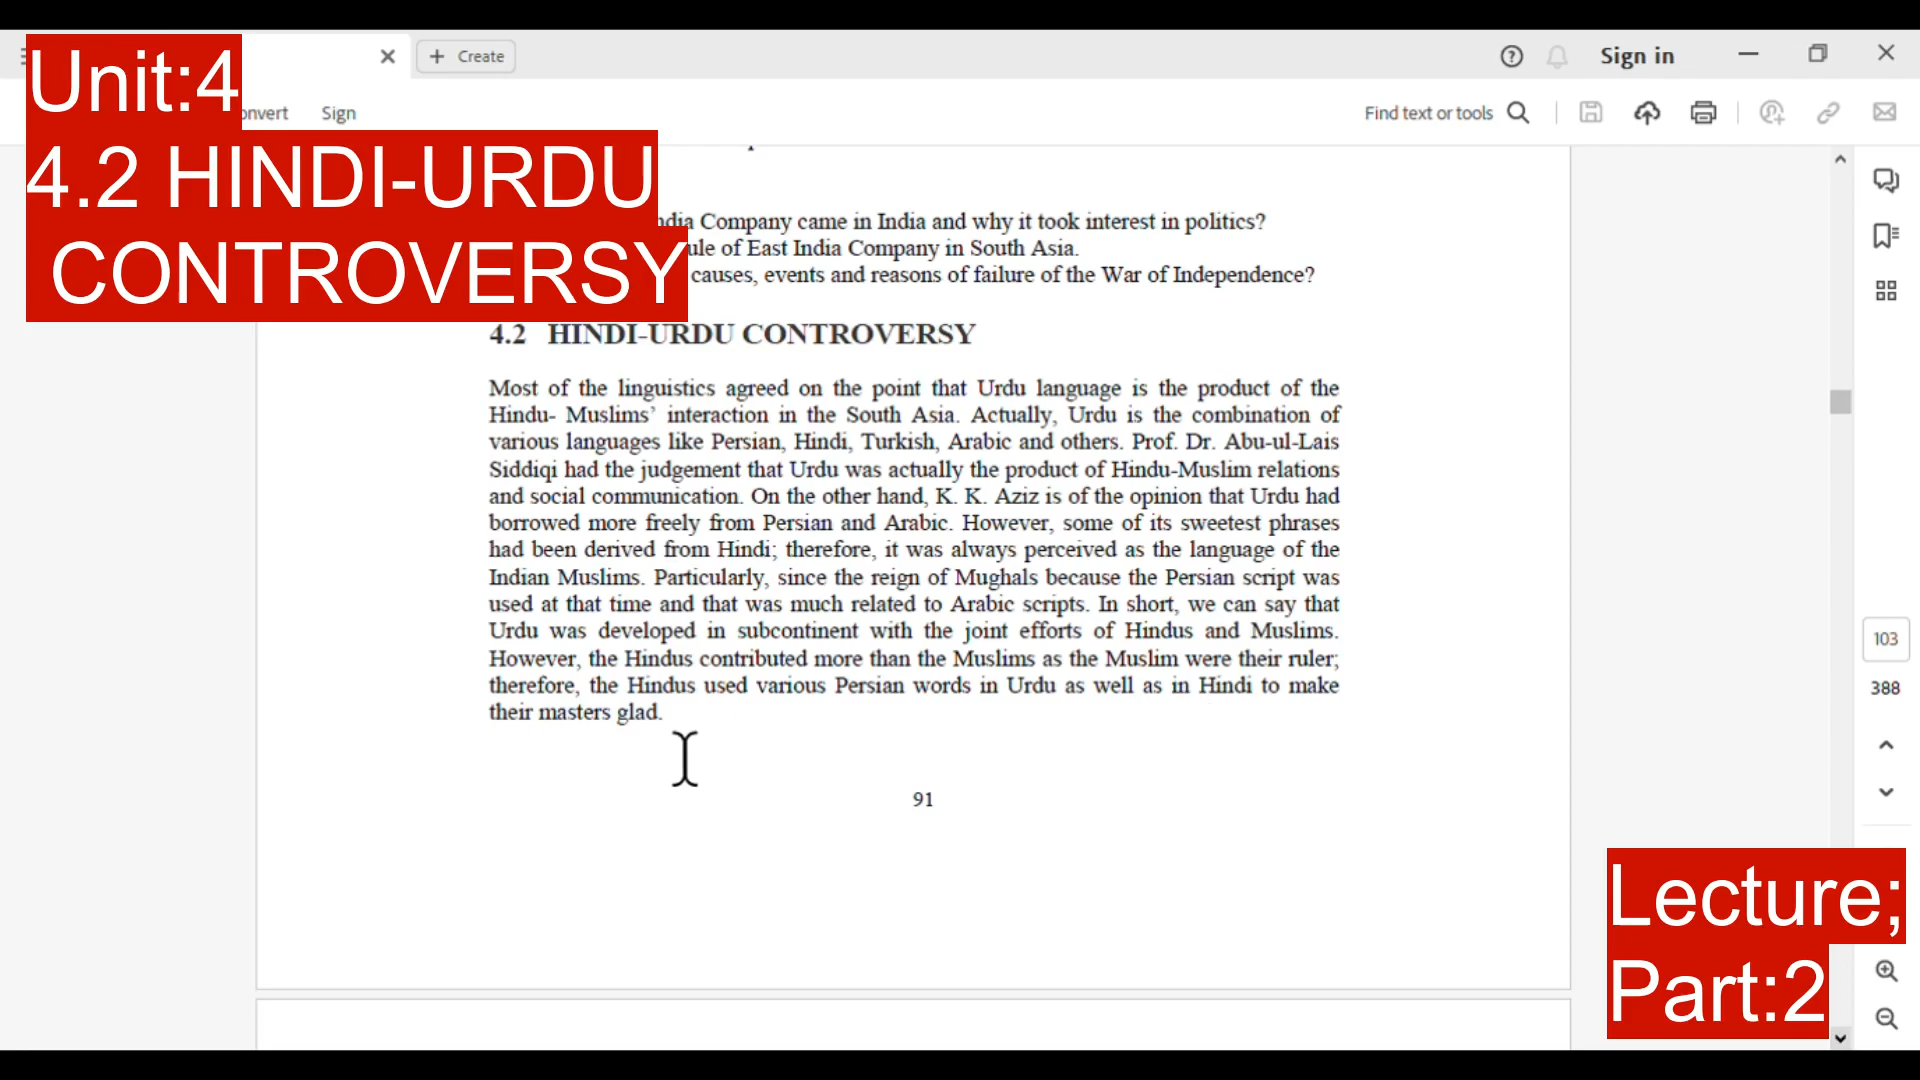 Unit:4
4.2 HINDI-URDU
CONTROVERSY
Create
Sign in
Sign
Find text or tools
Company came in India and why it took interest in politics?
of East India Company in South Asia.
causes, events and reasons of failure of the War of Independence?
4.2 HINDI-URDU CONTROVERSY
Most of the linguistics agreed on the point that Urdu language is the product of the
Hindu- Muslims’ interaction in the South Asia. Actually, Urdu is the combination of
various languages like Persian, Hindi, Turkish, Arabic and others. Prof. Dr. Abu-ul-Lais
Siddiqi had the judgement that Urdu was actually the product of Hindu-Muslim relations
and social communication. On the other hand, K. K. Aziz is of the opinion that Urdu had
borrowed more freely from Persian and Arabic. However, some of its sweetest phrases
had been derived from Hindi; therefore, it was always perceived as the language of the
Indian Muslims. Particularly, since the reign of Mughals because the Persian script was
used at that time and that was much related to Arabic scripts. In short, we can say that
Urdu was developed in subcontinent with the joint efforts of Hindus and Muslims.
However, the Hindus contributed more than the Muslims as the Muslim were their ruler;
therefore, the Hindus used various Persian words in Urdu as well as in Hindi to make
their masters glad.
91
103
388
Lecture;
Part:2